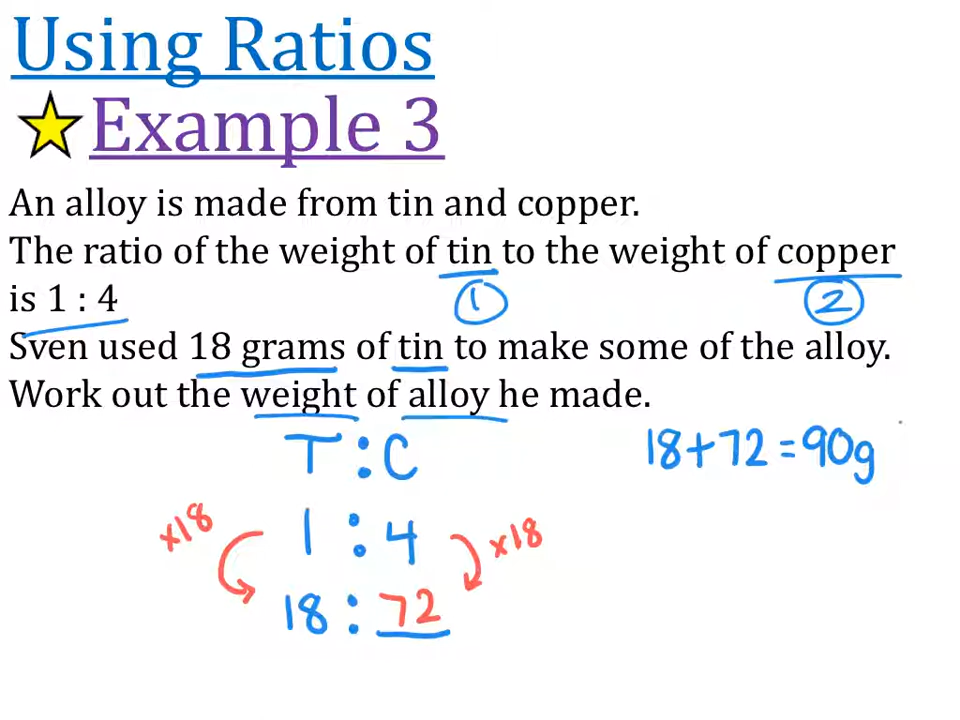 Using Ratios
Example 3
An alloy is made from tin and copper.
The ratio of the weight of tin to the weight of copper
is 1 : 4
1 2
Sven used 18 grams of tin to make some of the alloy.
Work out the weight of alloy he made.
T : C
18+72=90g
×18 1 : 4 ×18
18 : 72